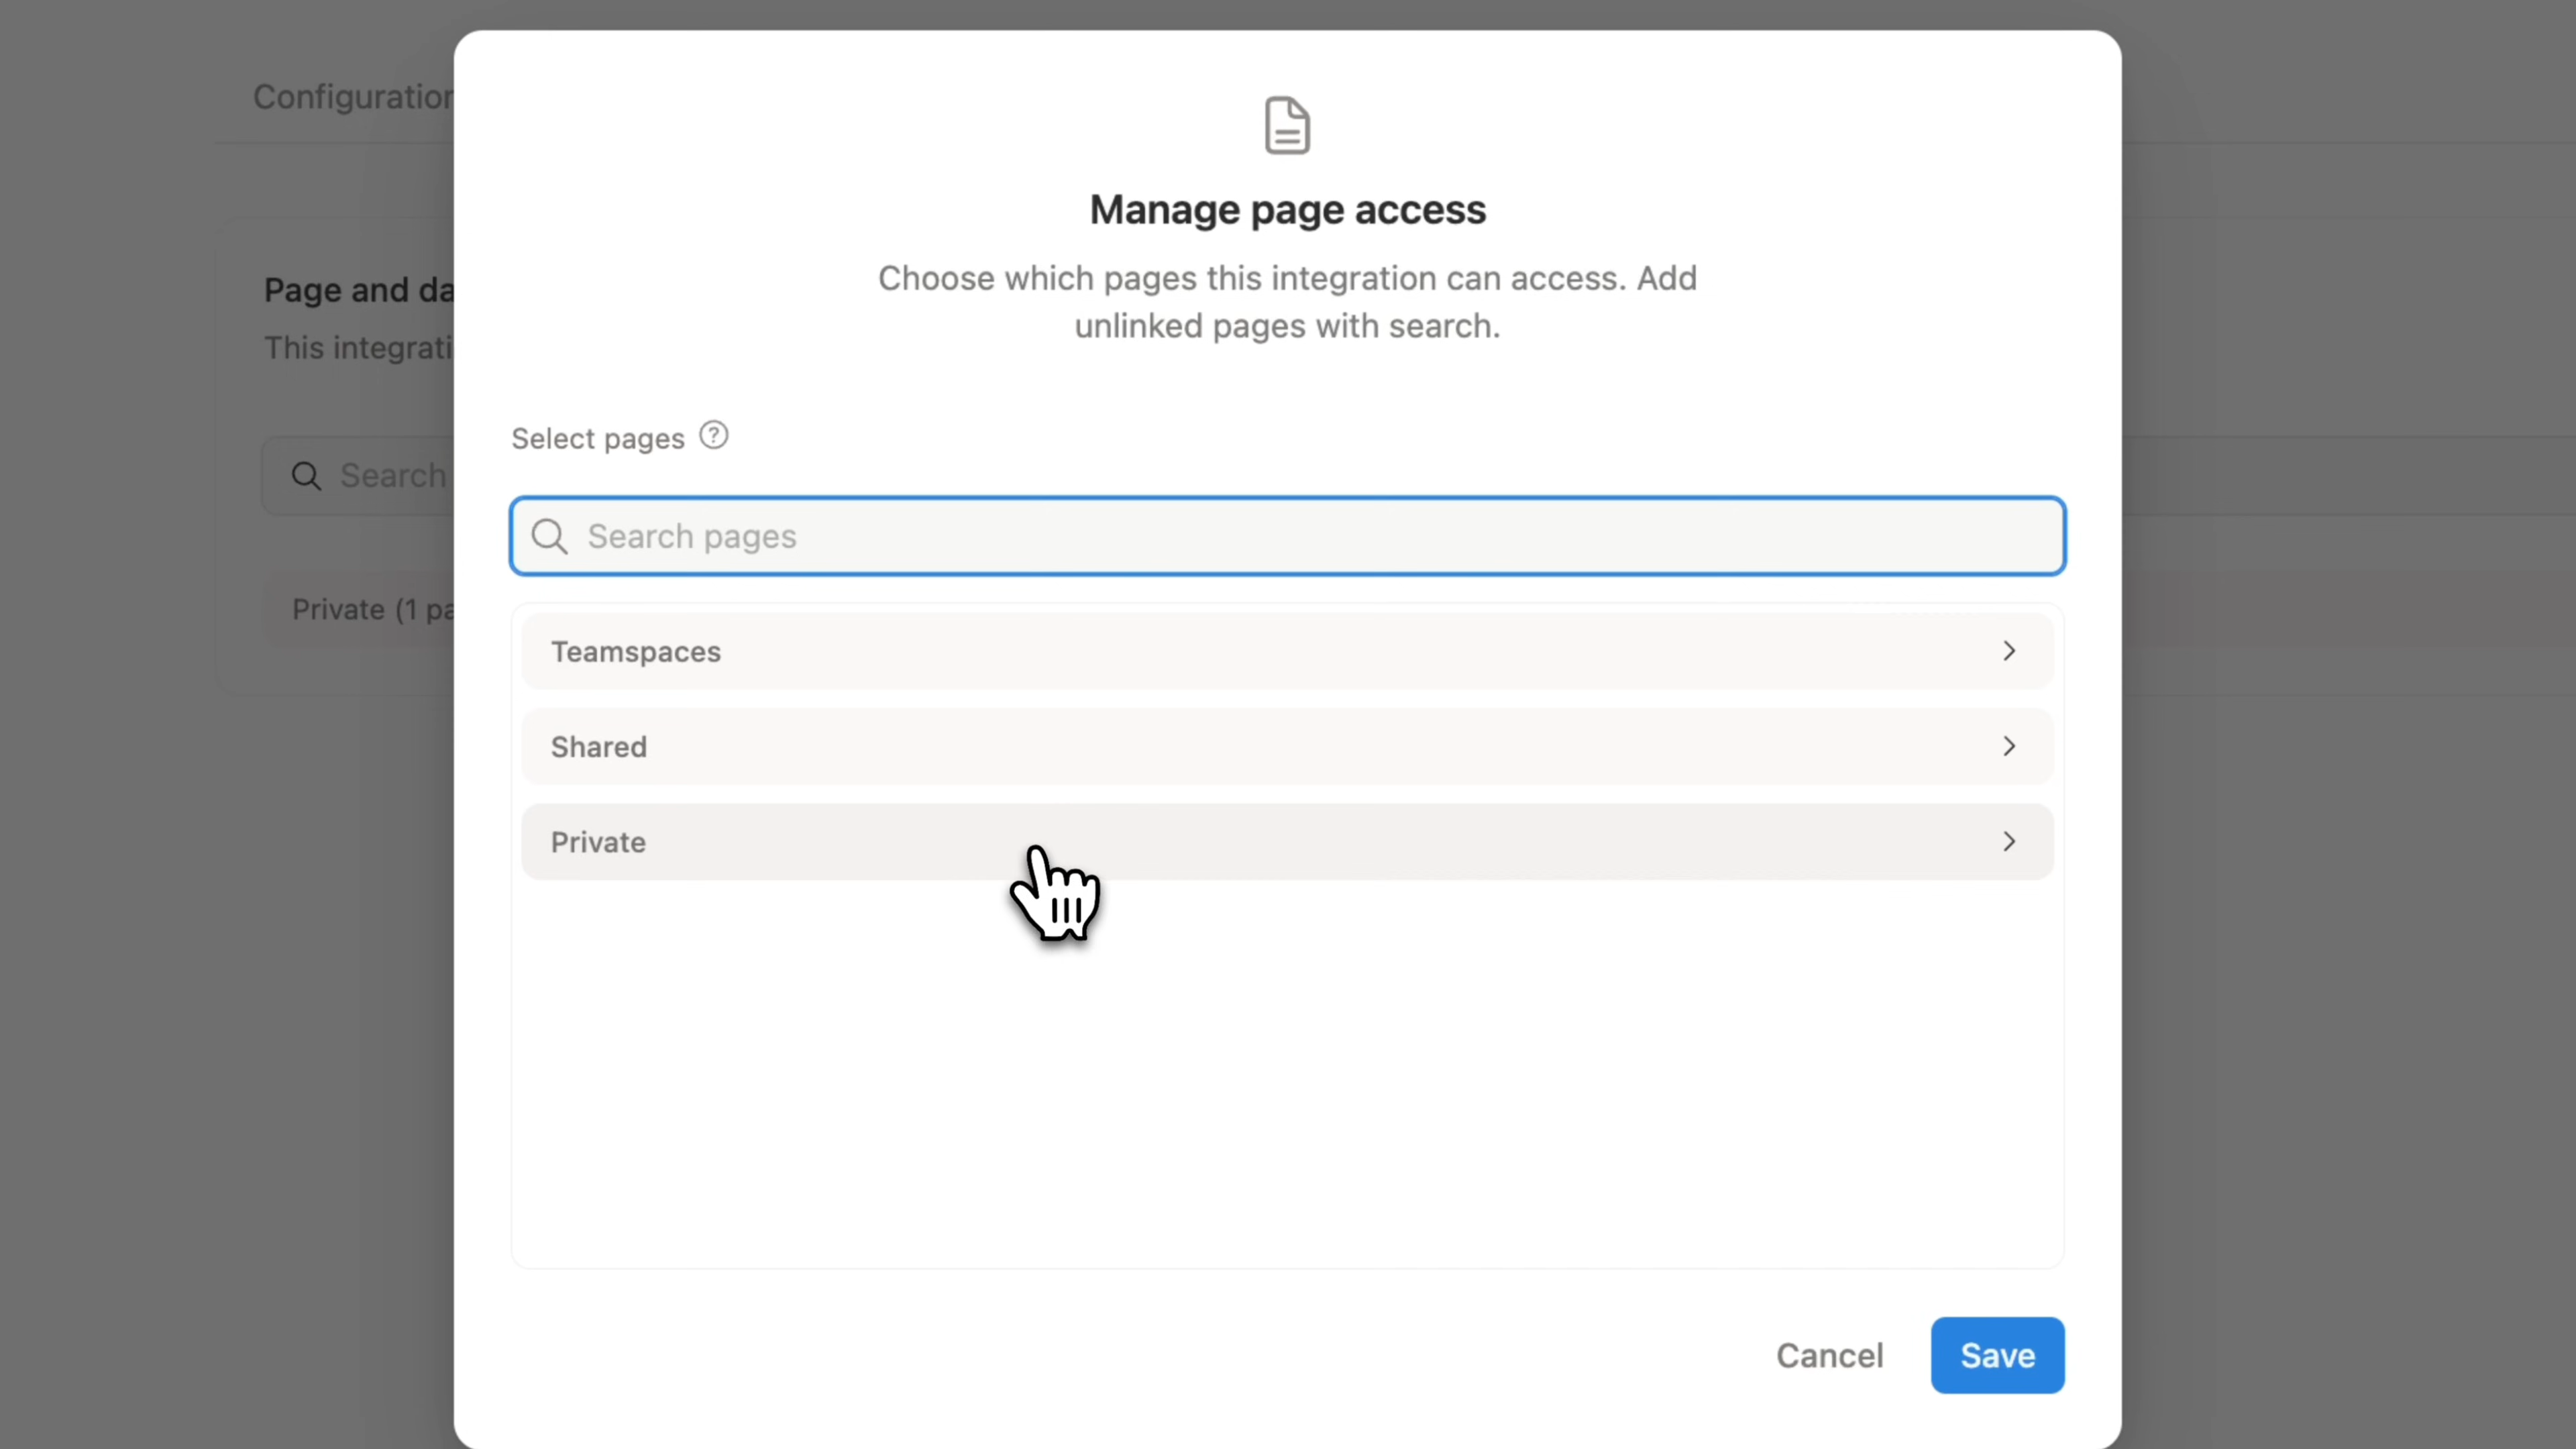 Configuration
Manage page access
Choose which pages this integration can access. Add
unlinked pages with search.
Page and da
This integrati
Select pages ?
Search
Search pages
Private (1 pa
Teamspaces
Shared
Private
Cancel
Save